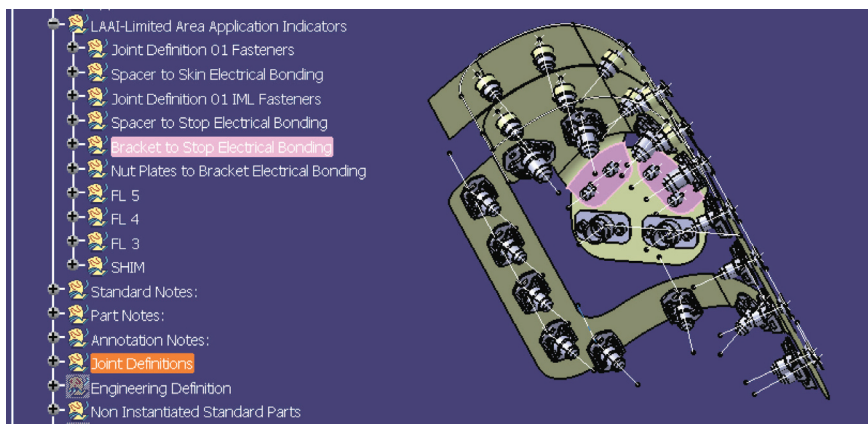 LAAI-Limited Area Application Indicators
Joint Definition 01 Fasteners
Spacer to Skin Electrical Bonding
Joint Definition 01 IML Fasteners
Spacer to Stop Electrical Bonding
Bracket to Stop Electrical Bonding
Nut Plates to Bracket Electrical Bonding
FL 5
FL 4
FL 3
SHIM
Standard Notes:
Part Notes:
Annotation Notes:
Joint Definitions
Engineering Definition
Non Instantiated Standard Parts